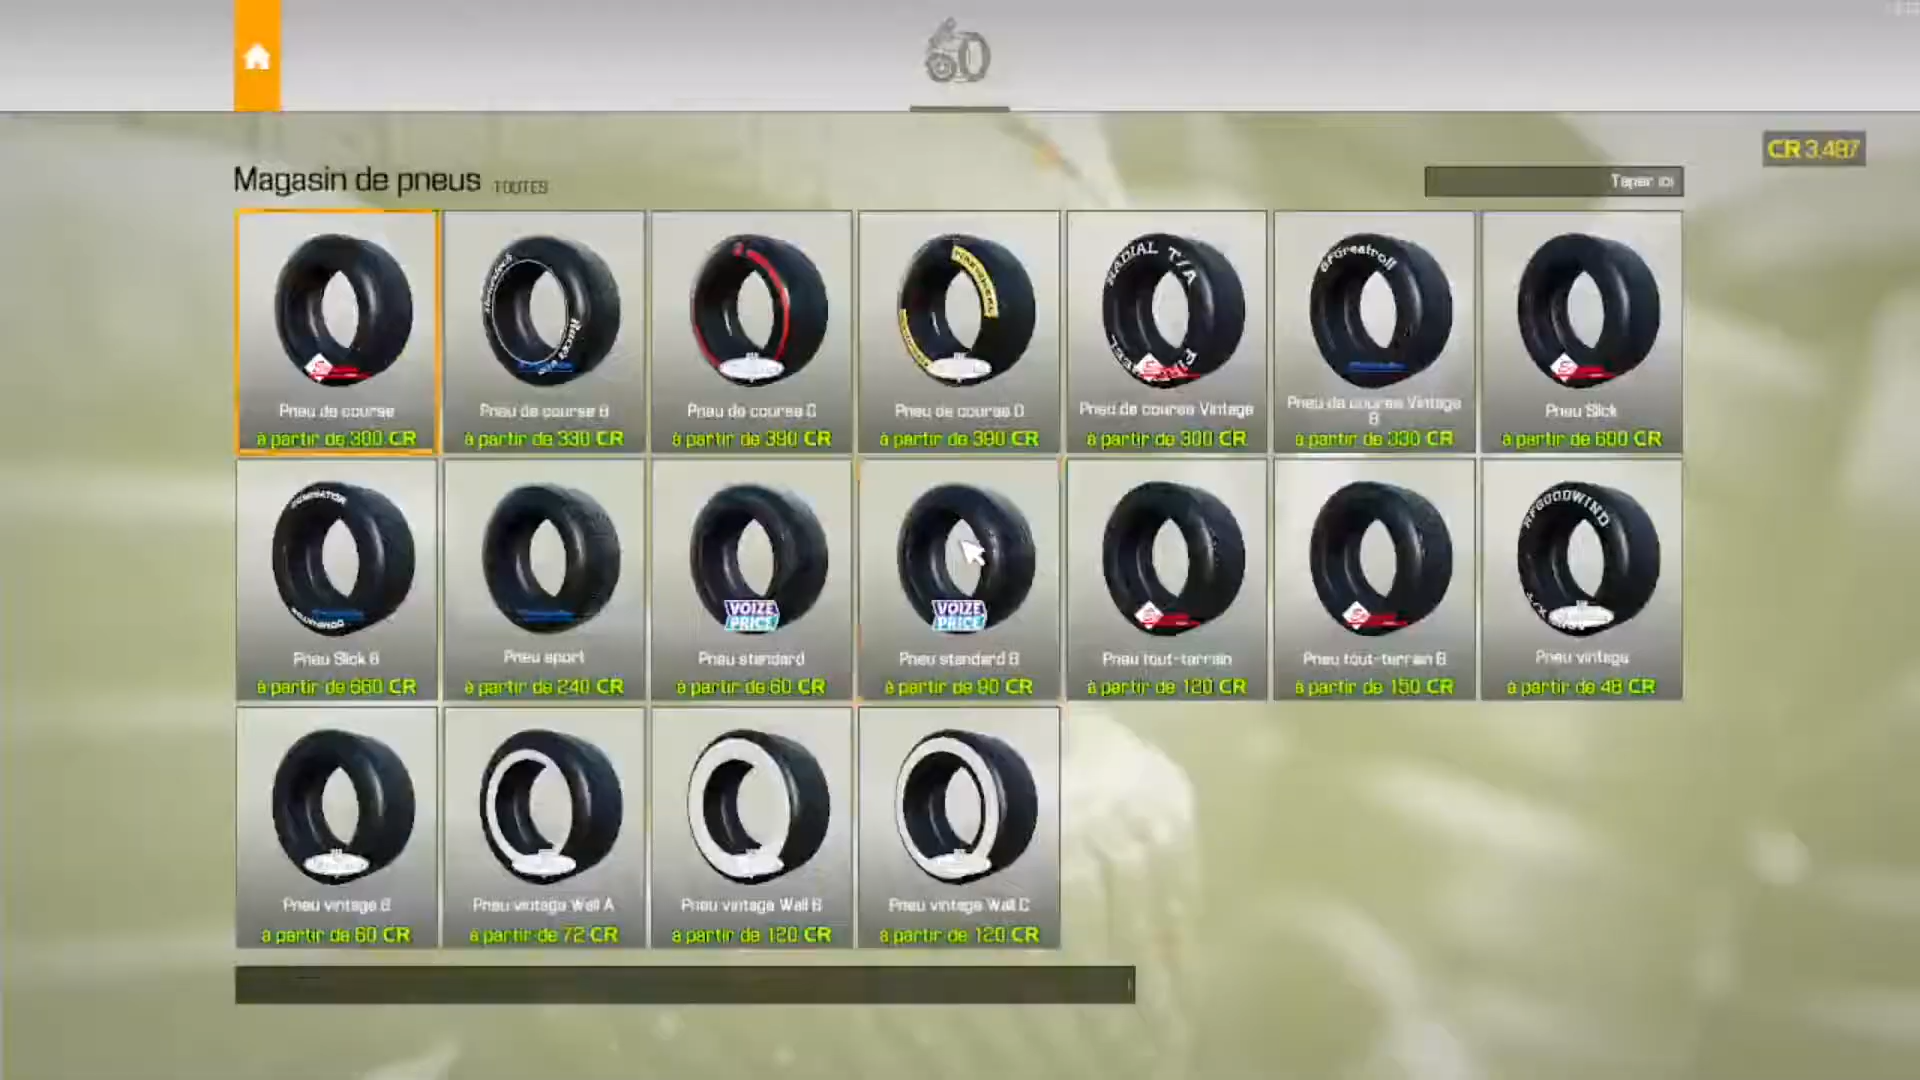 CR 3,487
Magasin de pneus TOUTES
Taper ici
RADIAL T/A
BFGreatroll
Pneu de course
Pneu de course B
Pneu de course C
Pneu de course D
Pneu de course Vintage
Pneu de course Vintage B
Pneu Slick
à partir de 300 CR
à partir de 330 CR
à partir de 390 CR
à partir de 390 CR
à partir de 300 CR
à partir de 330 CR
à partir de 600 CR
VOIZE PRICE
VOIZE PRICE
Pneu Slick B
Pneu sport
Pneu standard
Pneu standard B
Pneu tout-terrain
Pneu tout-terrain B
Pneu vintage
à partir de 660 CR
à partir de 240 CR
à partir de 60 CR
à partir de 90 CR
à partir de 120 CR
à partir de 150 CR
à partir de 48 CR
Pneu vintage B
Pneu vintage Wall A
Pneu vintage Wall B
Pneu vintage Wall C
à partir de 60 CR
à partir de 72 CR
à partir de 120 CR
à partir de 120 CR